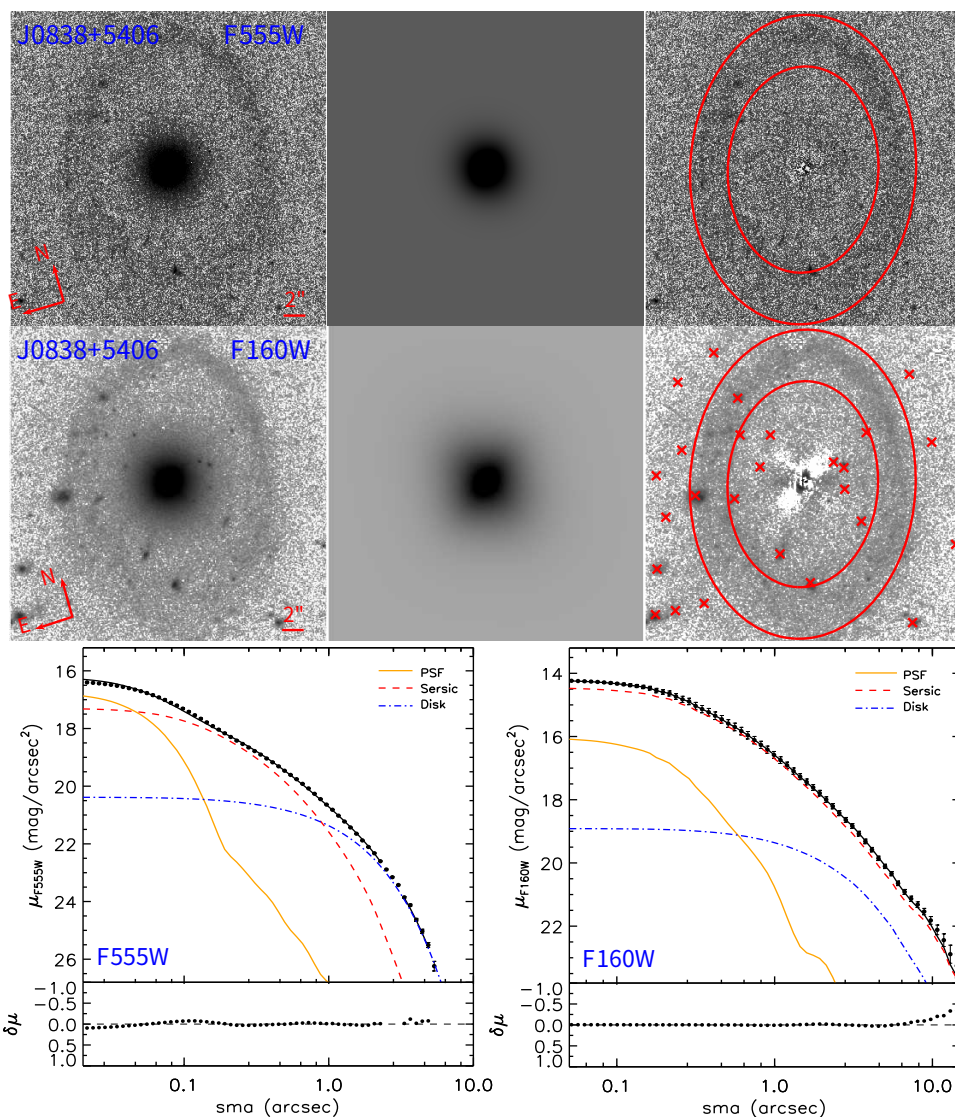 J0838+5406 F555W
N
E
2"
J0838+5406 F160W
N
E
2"
16
18
20
22
24
26
μF555W (mag/arcsec²)
PSF
Sersic
Disk
F555W
-1.0
-0.5
0.0
0.5
1.0
δμ
0.1 1.0 10.0
sma (arcsec)
14
16
18
20
22
μF160W (mag/arcsec²)
PSF
Sersic
Disk
F160W
-1.0
-0.5
0.0
0.5
1.0
δμ
0.1 1.0 10.0
sma (arcsec)